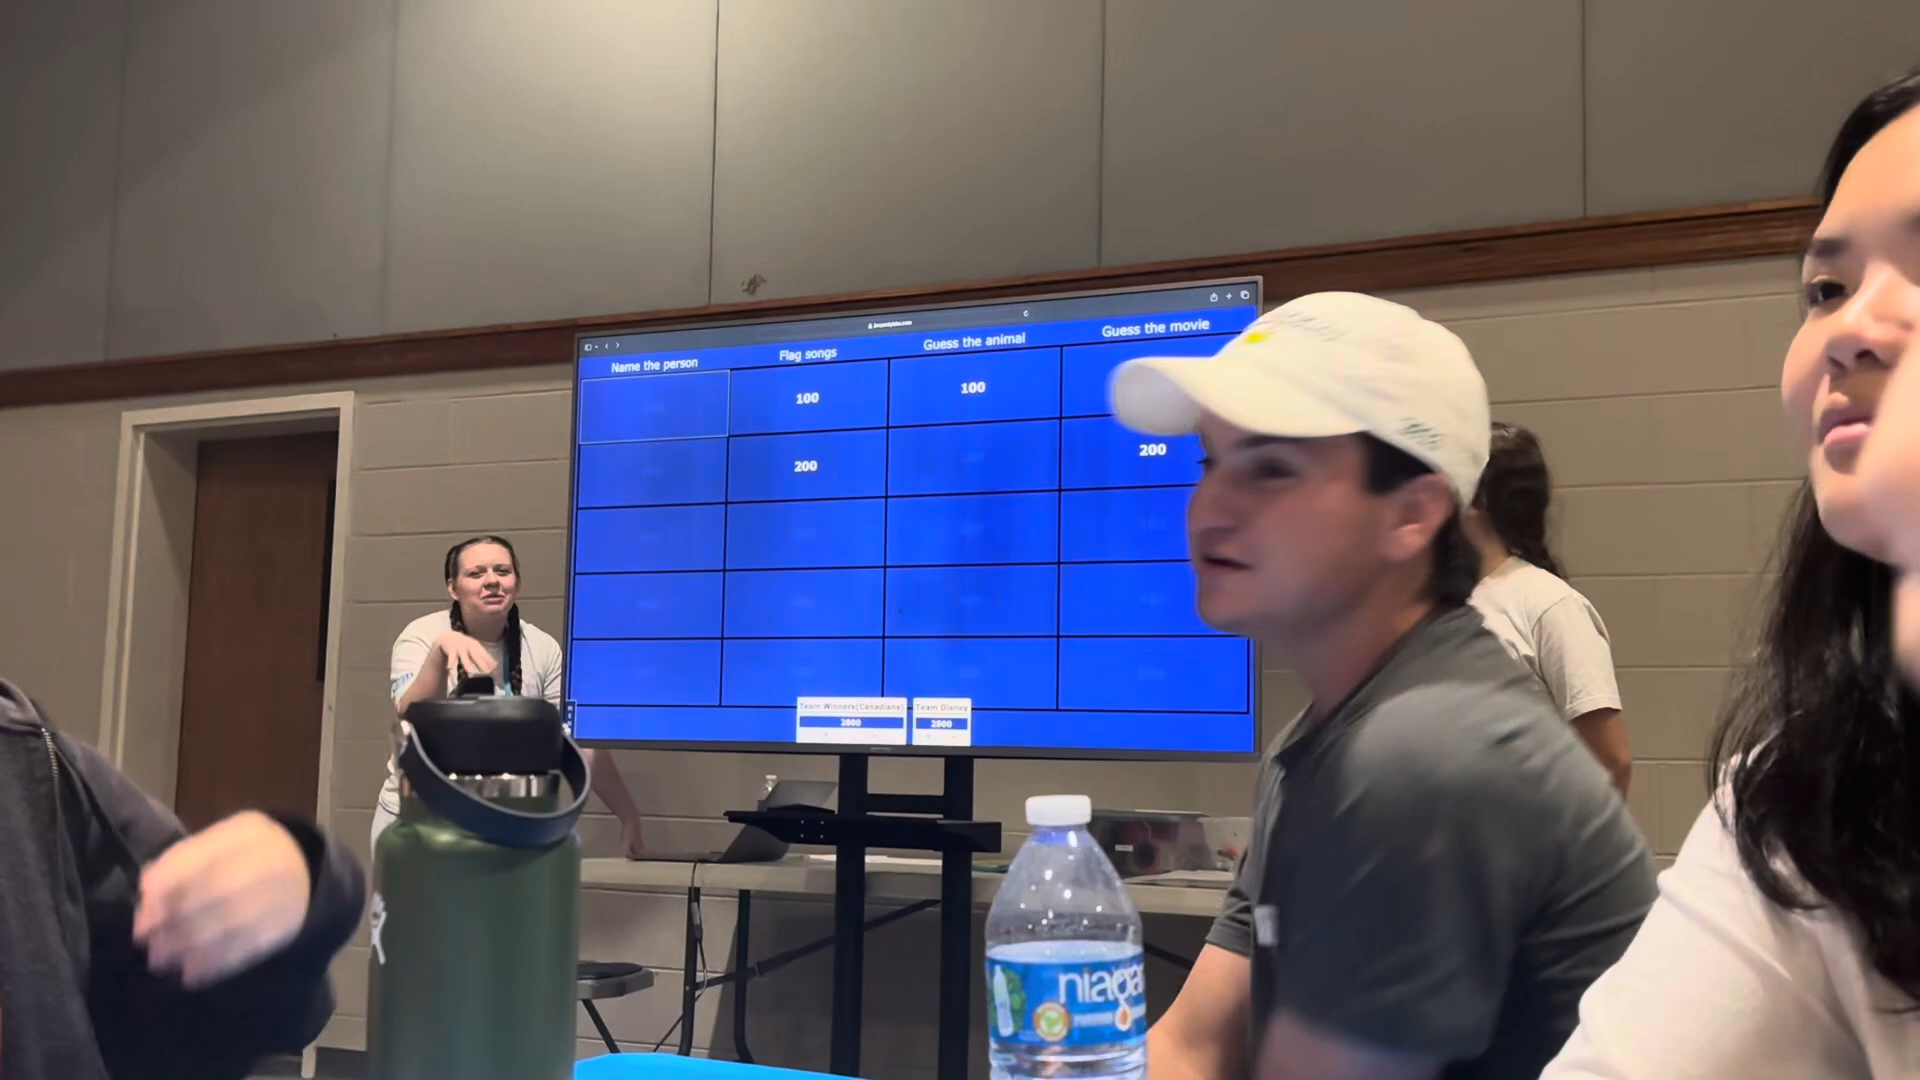 Name the person
Flag songs
Guess the animal
Guess the movie
100
100
200
200
Team Winners(Canadians)
Team Disney
2800
2500
niagara